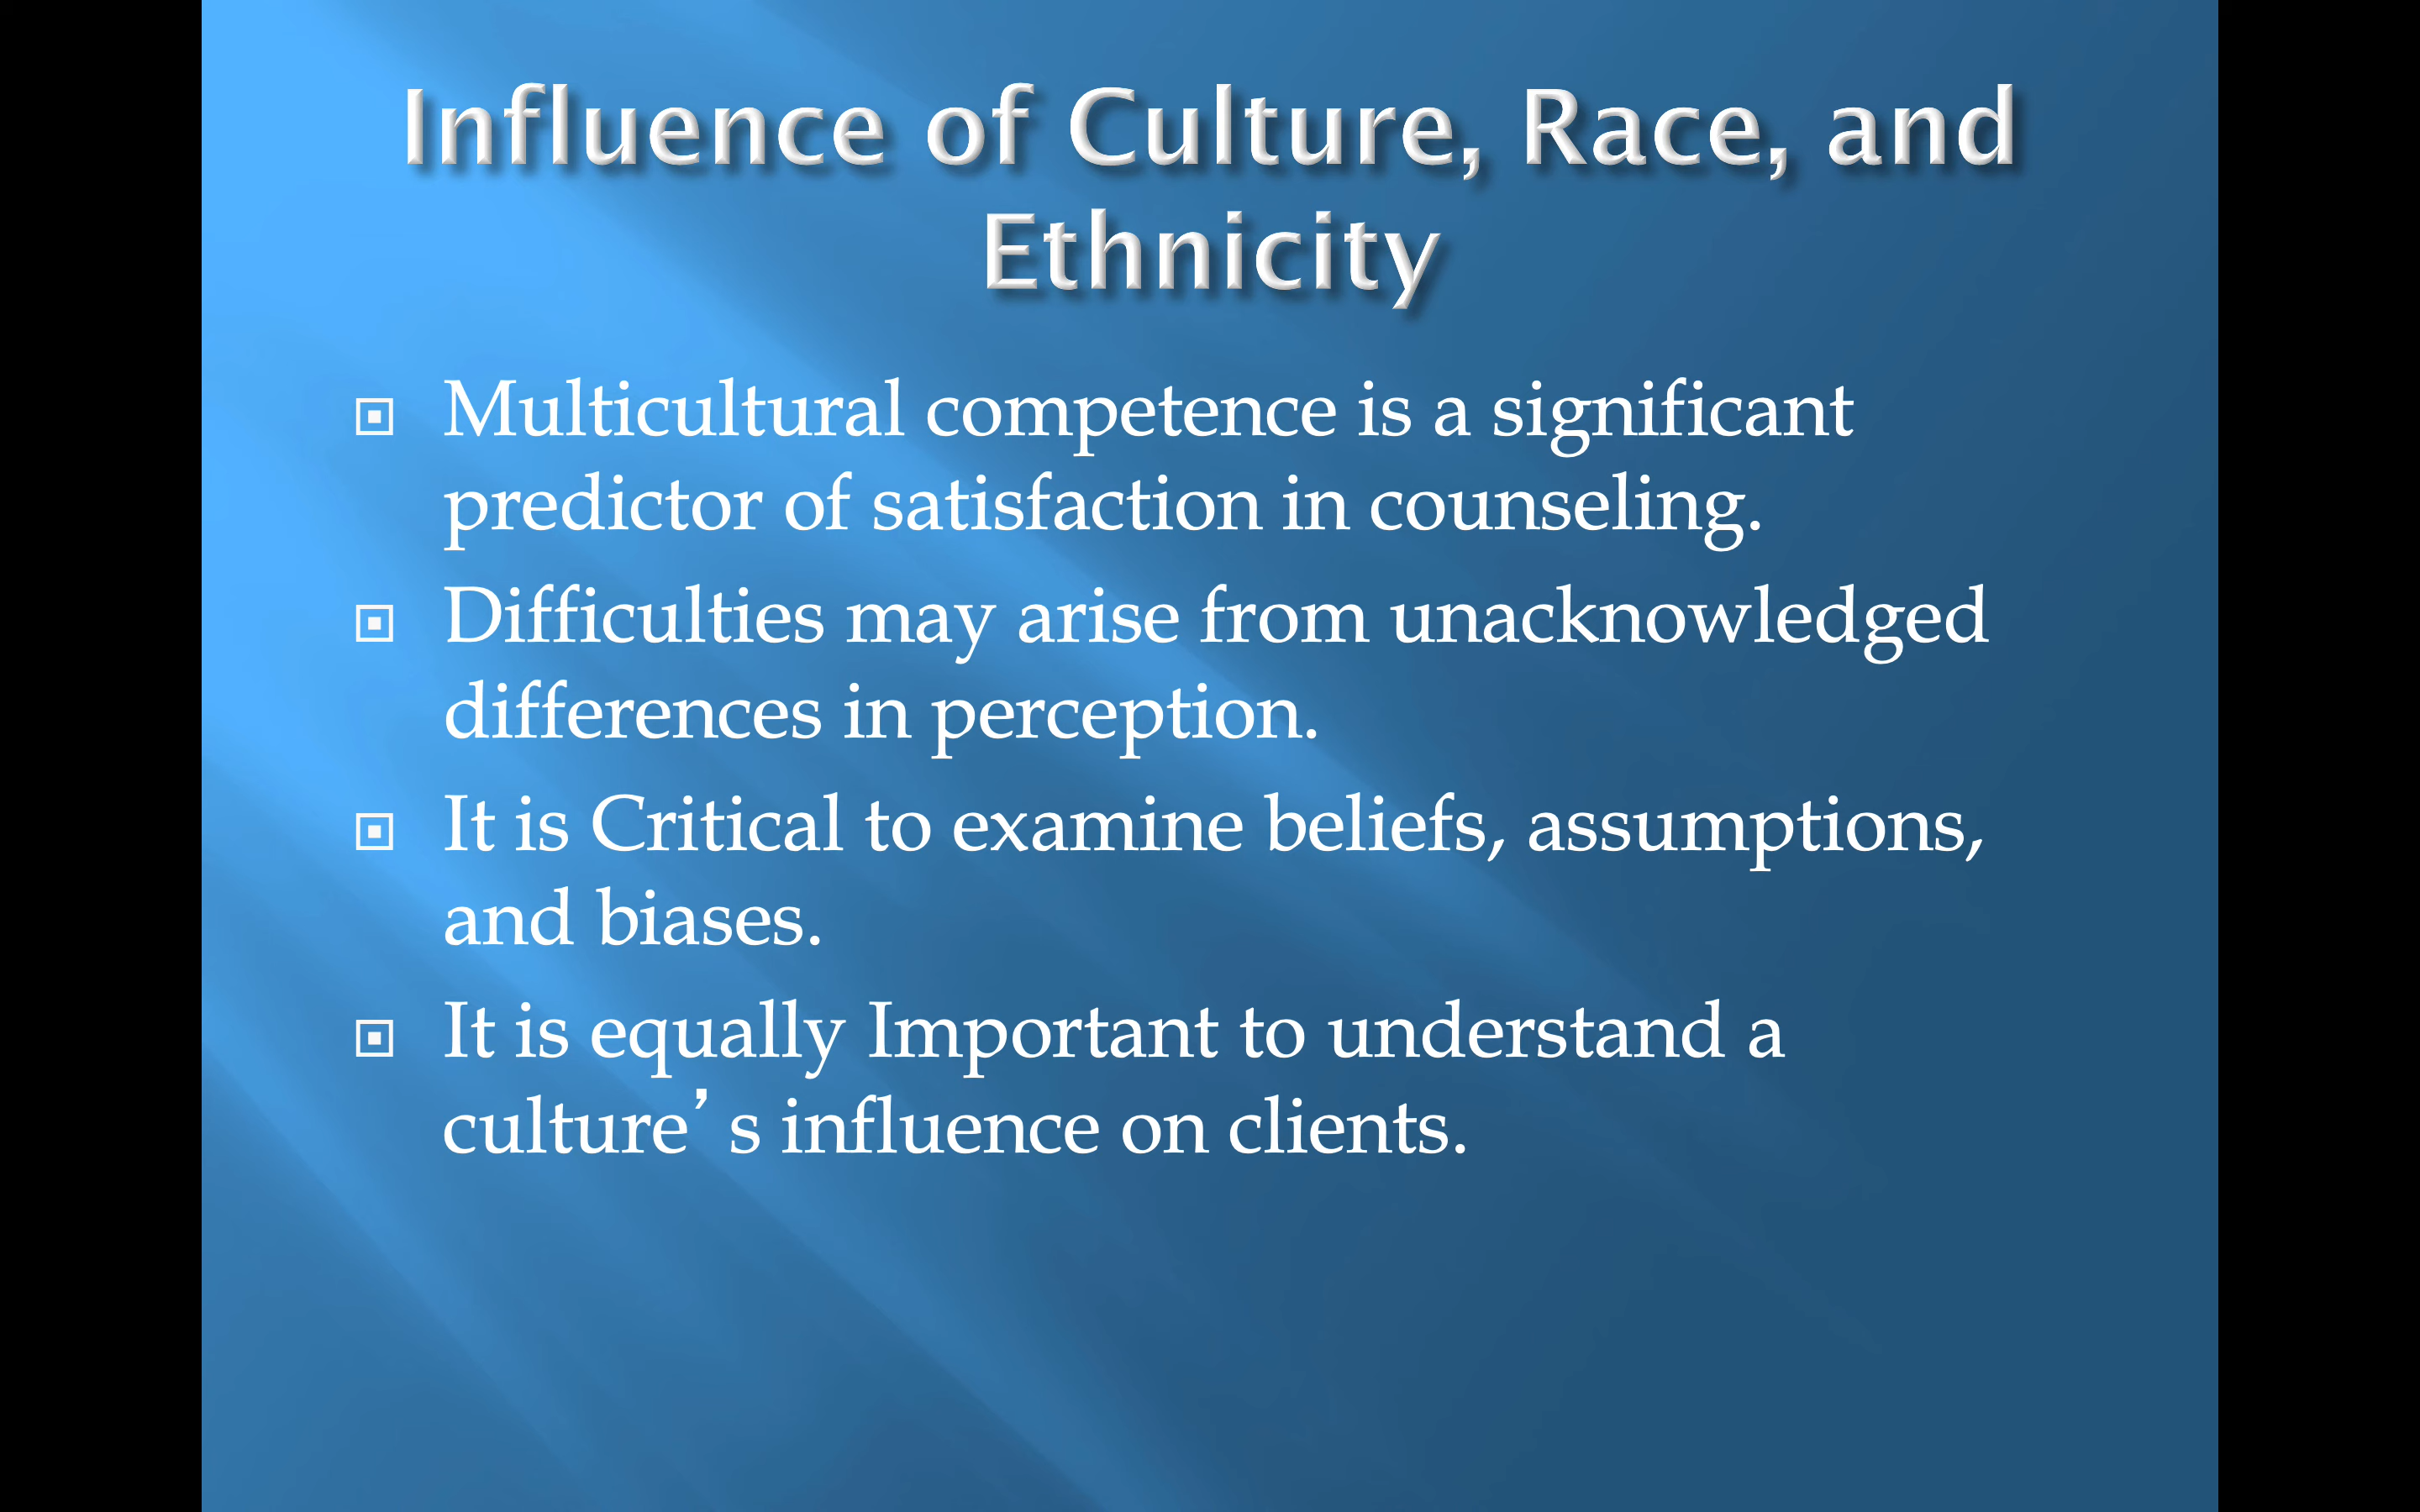 Influence of Culture, Race, and
Ethnicity
Multicultural competence is a significant
predictor of satisfaction in counseling.
Difficulties may arise from unacknowledged
differences in perception.
It is Critical to examine beliefs, assumptions,
and biases.
It is equally Important to understand a
culture’s influence on clients.